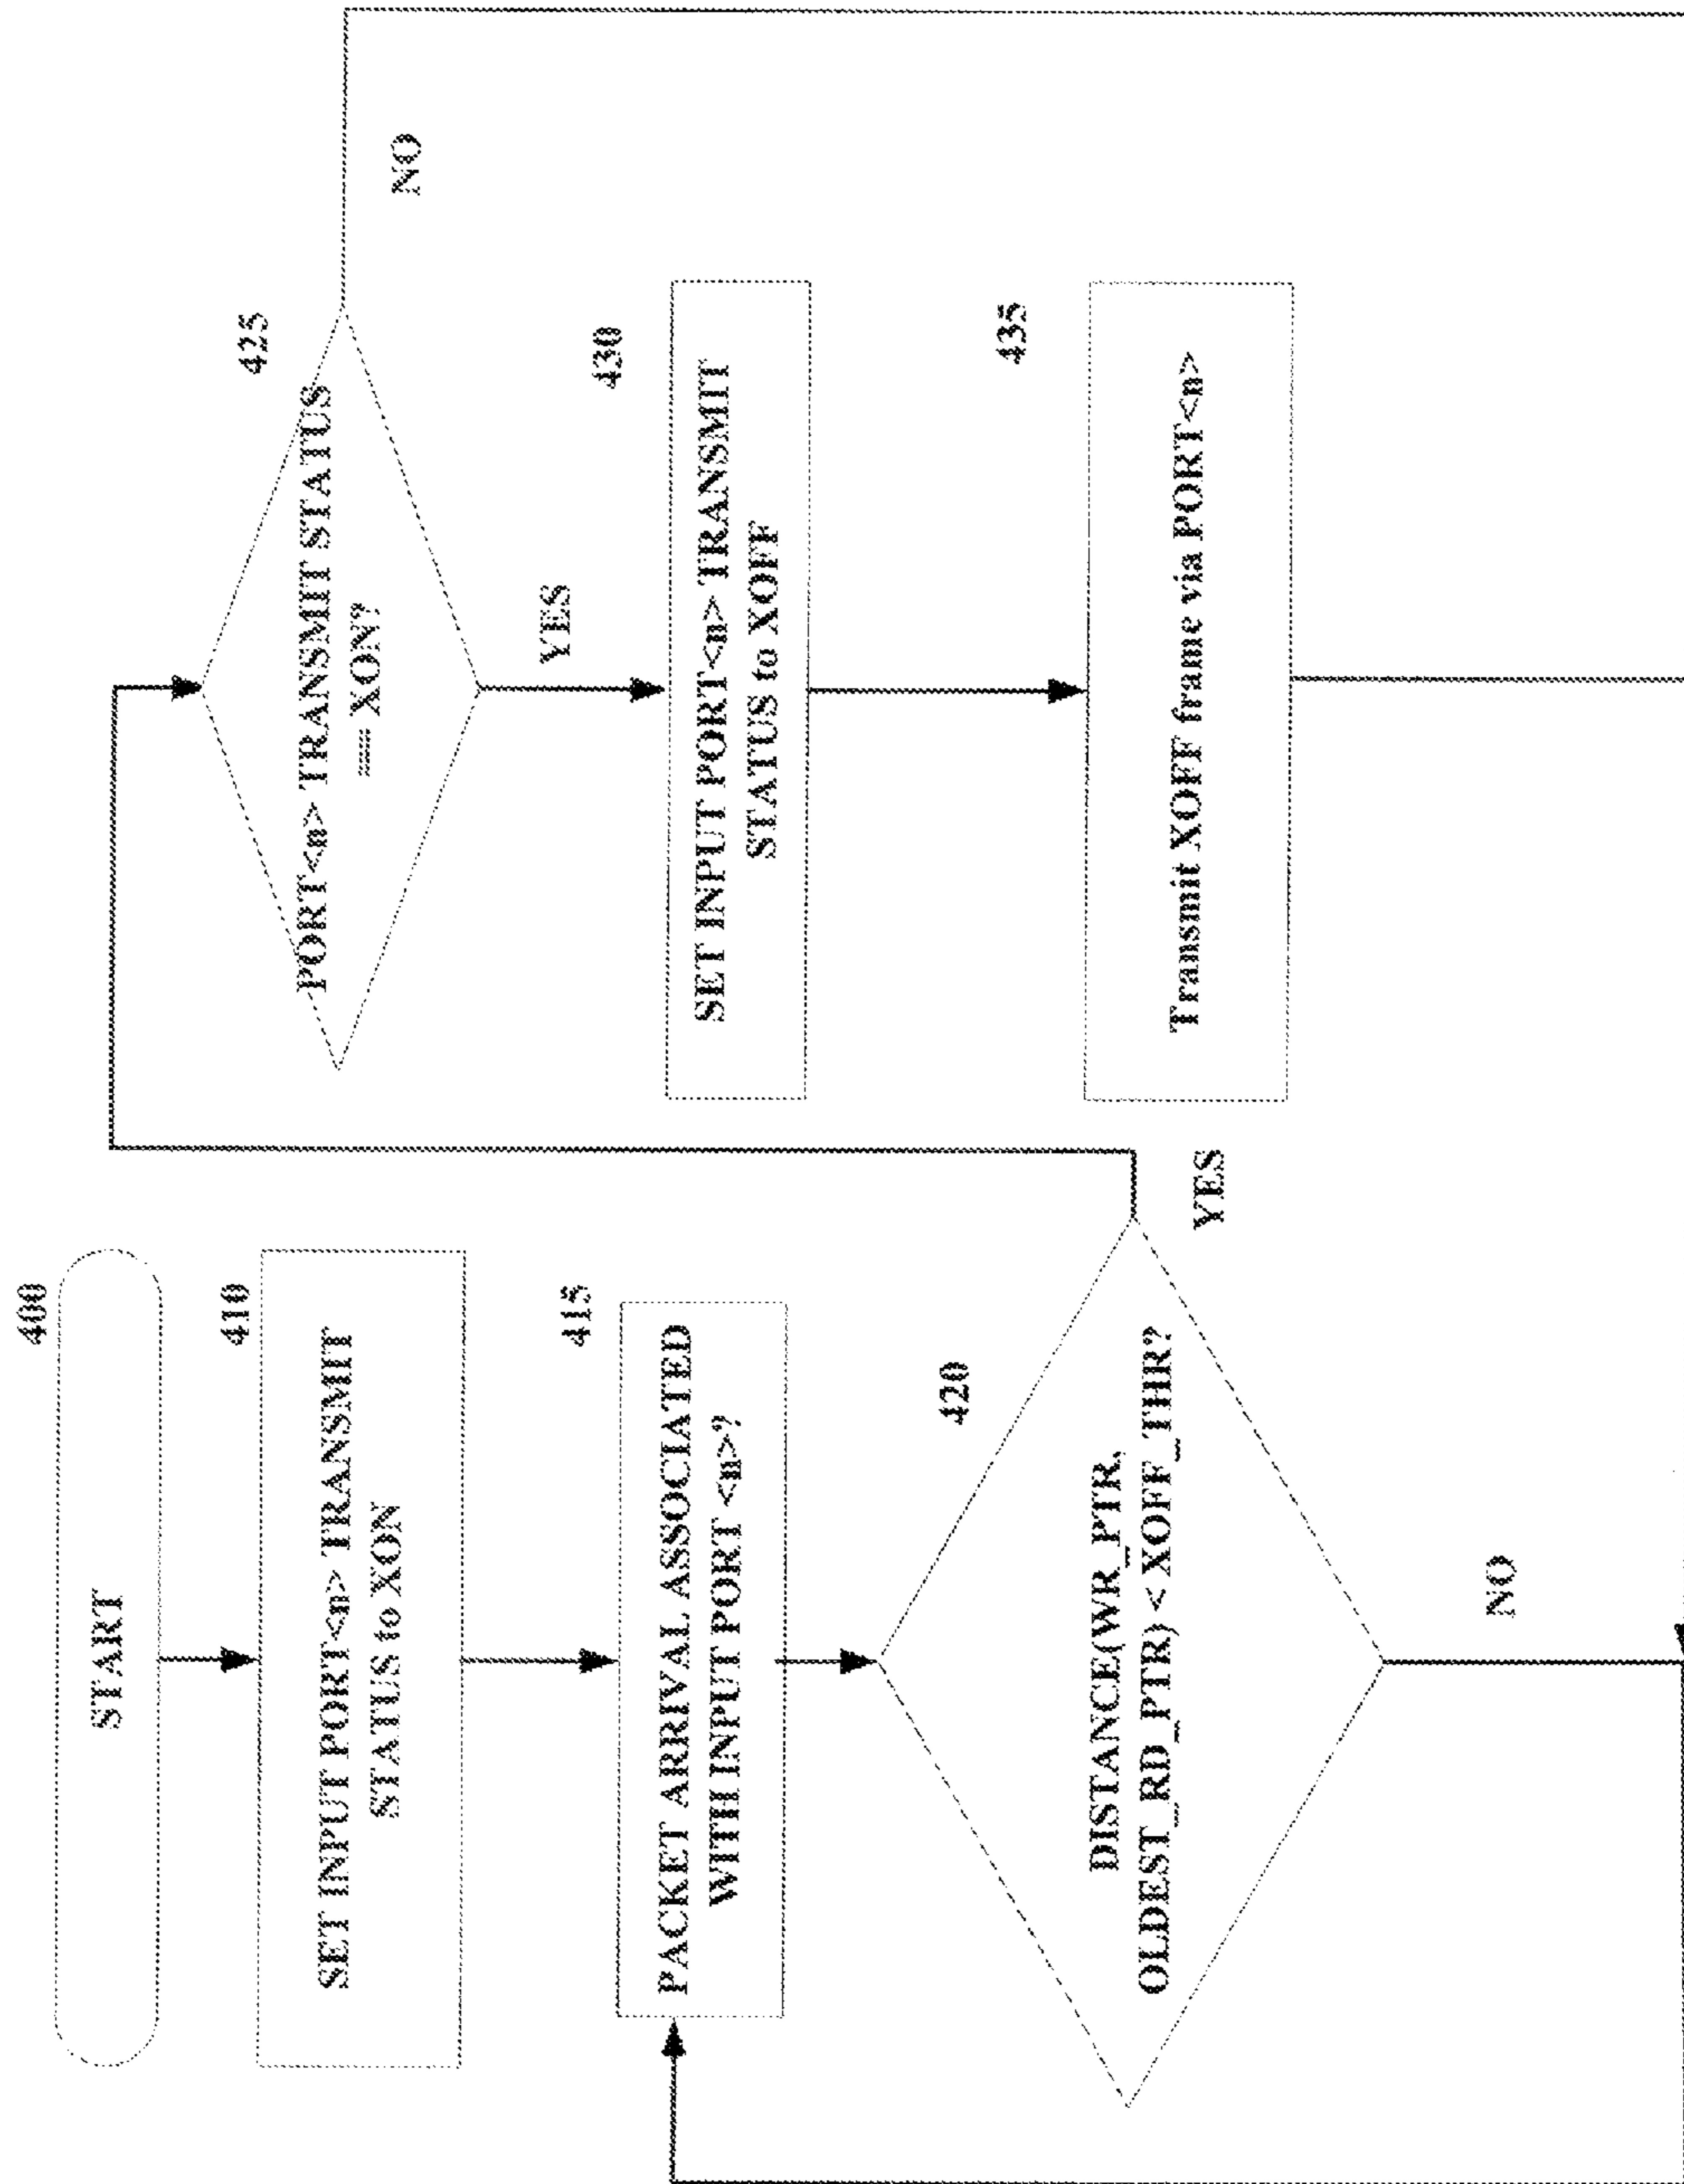 400
START
410
SET INPUT PORT<n> TRANSMIT
STATUS to XON
415
PACKET ARRIVAL ASSOCIATED
WITH INPUT PORT <n>?
420
DISTANCE(WR_PTR,
OLDEST_RD_PTR) < XOFF_THR?
YES
NO
425
PORT<n> TRANSMIT STATUS
== XON?
NO
YES
430
SET INPUT PORT<n> TRANSMIT
STATUS to XOFF
435
Transmit XOFF frame via PORT<n>